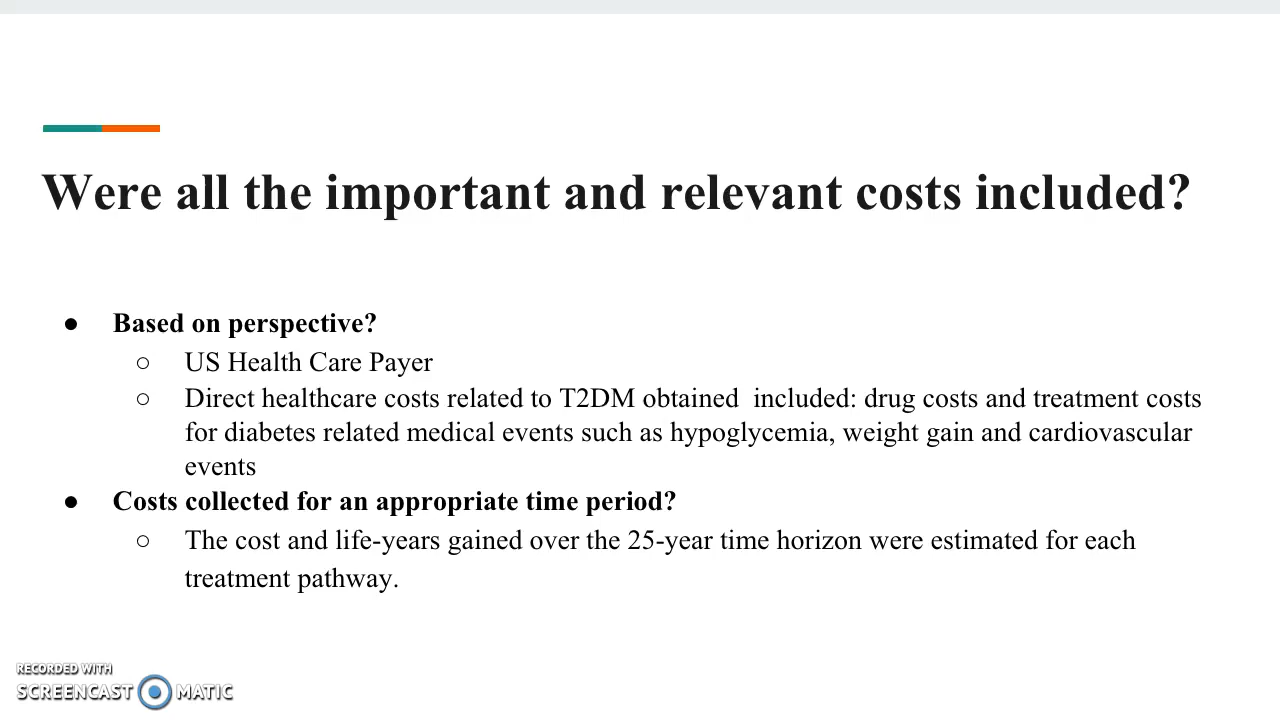 Were all the important and relevant costs included?
● Based on perspective?
○ US Health Care Payer
○ Direct healthcare costs related to T2DM obtained  included: drug costs and treatment costs
for diabetes related medical events such as hypoglycemia, weight gain and cardiovascular
events
● Costs collected for an appropriate time period?
○ The cost and life-years gained over the 25-year time horizon were estimated for each
treatment pathway.
RECORDED WITH
SCREENCAST MATIC